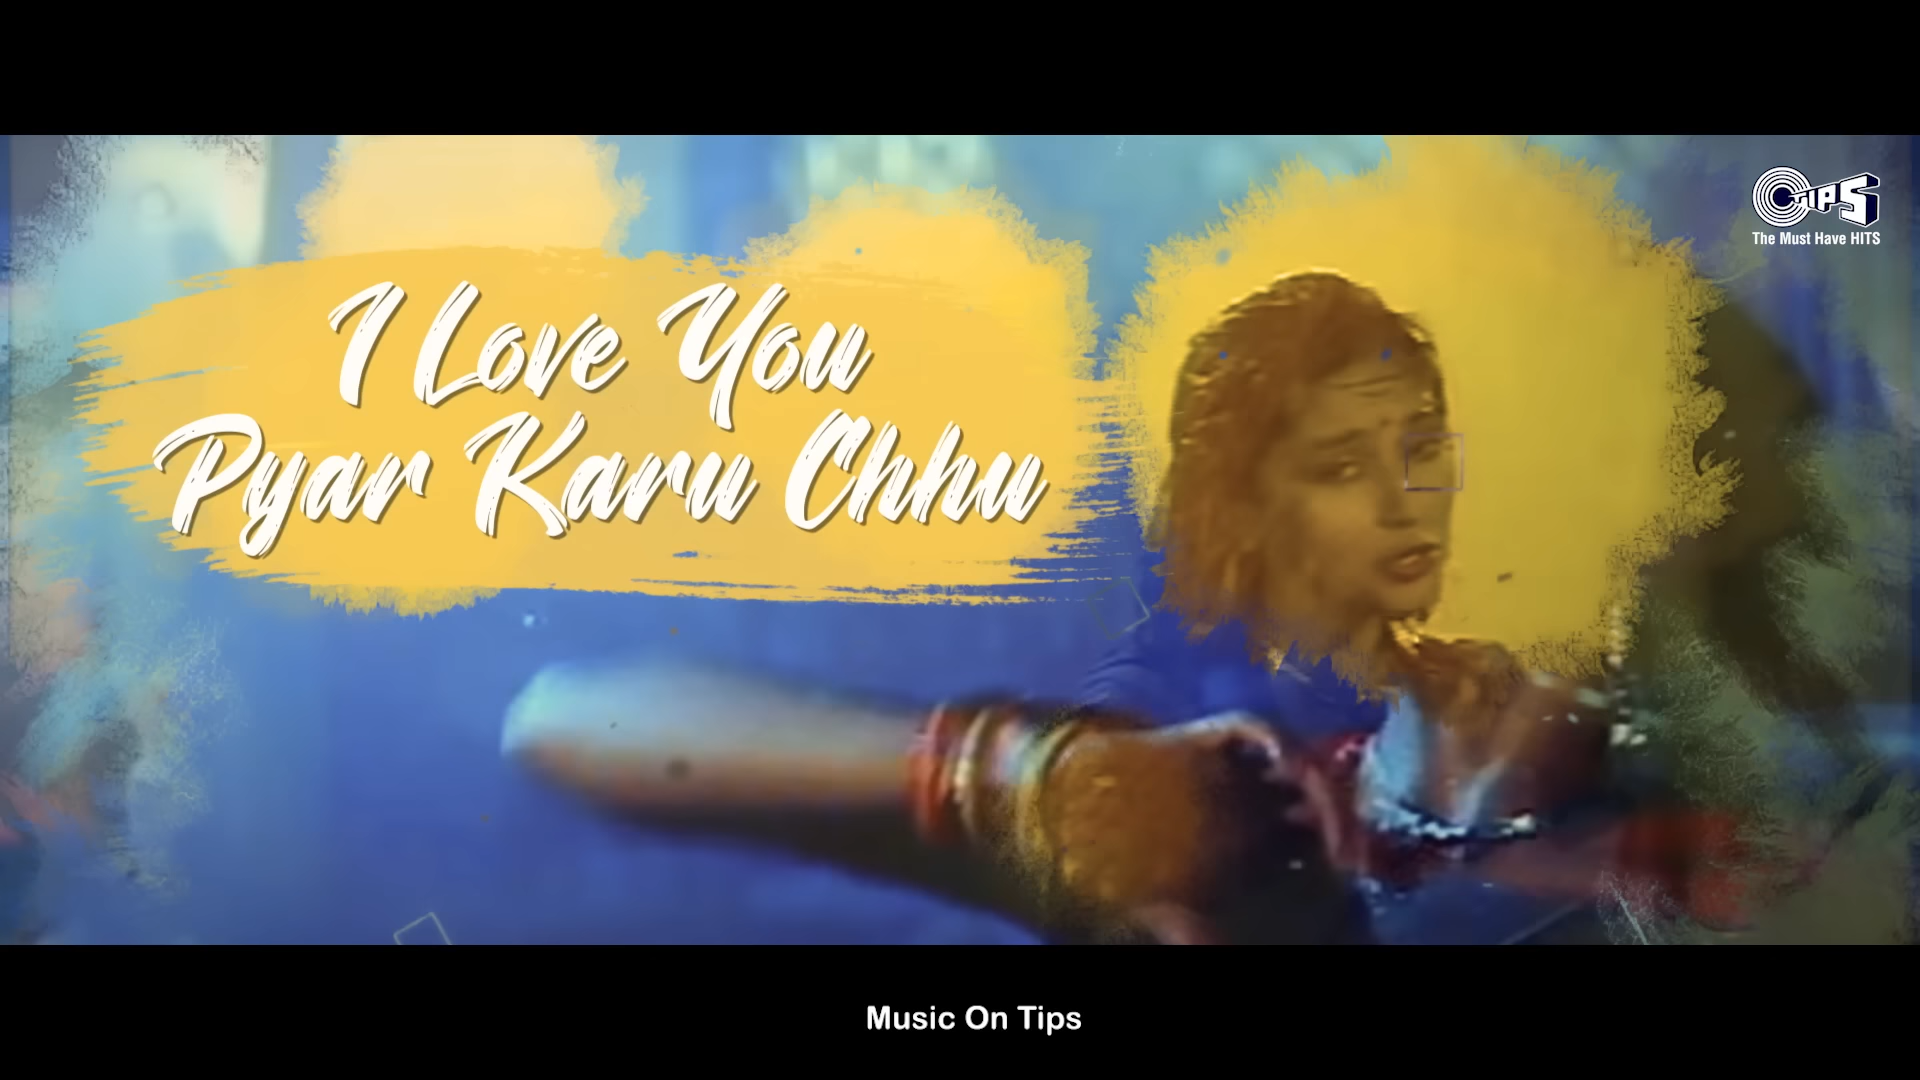 TIPS
The Must Have HITS
I Love You
Pyar Karu Chhu
Music On Tips